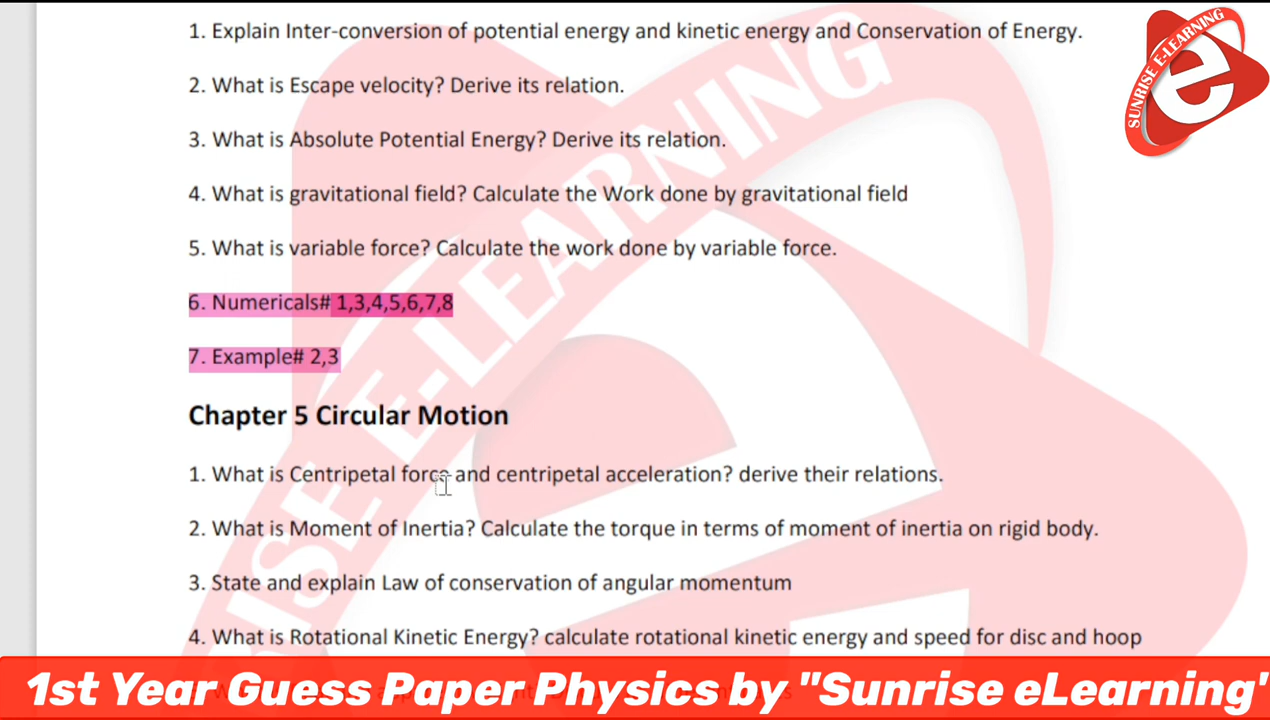 1. Explain Inter-conversion of potential energy and kinetic energy and Conservation of Energy.
2. What is Escape velocity? Derive its relation.
3. What is Absolute Potential Energy? Derive its relation.
4. What is gravitational field? Calculate the Work done by gravitational field
5. What is variable force? Calculate the work done by variable force.
6. Numericals# 1,3,4,5,6,7,8
7. Example# 2,3
Chapter 5 Circular Motion
1. What is Centripetal force and centripetal acceleration? derive their relations.
2. What is Moment of Inertia? Calculate the torque in terms of moment of inertia on rigid body.
3. State and explain Law of conservation of angular momentum
4. What is Rotational Kinetic Energy? calculate rotational kinetic energy and speed for disc and hoop
1st Year Guess Paper Physics by "Sunrise eLearning"
SUNRISE E-LEARNING
e
ISE E-LEARNING